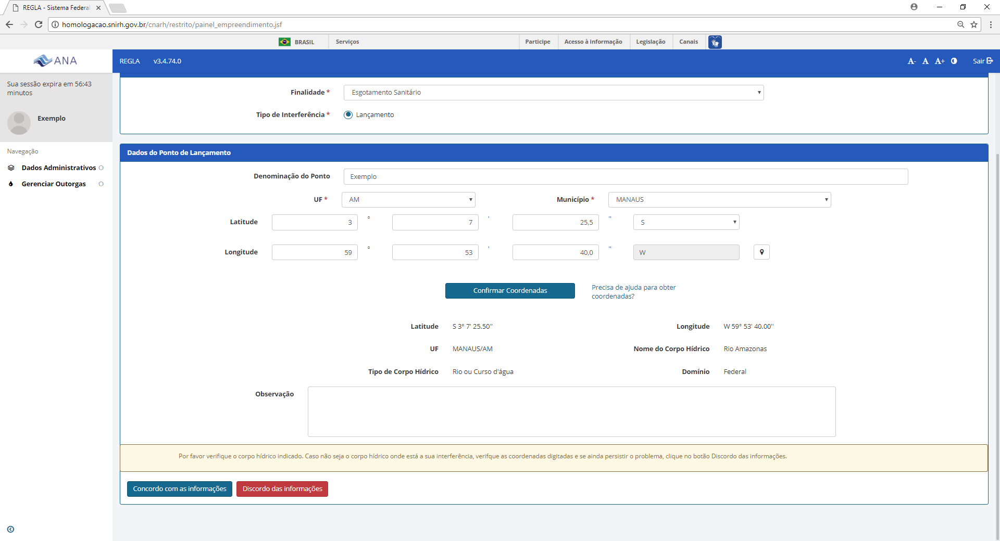 REGLA - Sistema Federal
homologacao.snirh.gov.br/cnarh/restrito/painel_empreendimento.jsf
BRASIL Serviços Participe Acesso à informação Legislação Canais
ANA
REGLA v3.4.74.0 A- A A+ Sair
Sua sessão expira em 56:43
minutos
Exemplo
Navegação
Dados Administrativos
Gerenciar Outorgas
Finalidade * Esgotamento Sanitário
Tipo de Interferência * Lançamento
Dados do Ponto de Lançamento
Denominação do Ponto Exemplo
UF * AM Município * MANAUS
Latitude 3 ° 7 ' 25,5 " S
Longitude 59 ° 53 ' 40,0 " W
Confirmar Coordenadas
Precisa de ajuda para obter
coordenadas?
Latitude S 3° 7' 25.50" Longitude W 59° 53' 40.00"
UF MANAUS/AM Nome do Corpo Hídrico Rio Amazonas
Tipo de Corpo Hídrico Rio ou Curso d'água Domínio Federal
Observação
Por favor verifique o corpo hídrico indicado. Caso não seja o corpo hídrico onde está a sua interferência, verifque as coordenadas digitadas e se ainda persistir o problema, clique no botão Discordo das informações.
Concordo com as informações Discordo das informações